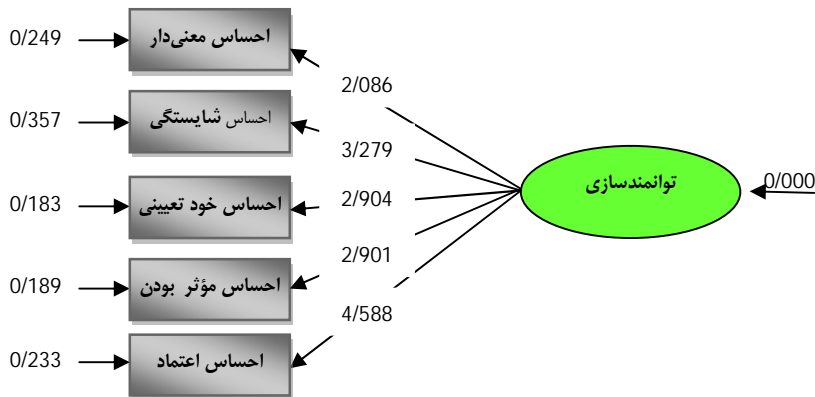 0/249
احساس معنی‌دار
2/086
0/357
احساس شایستگی
3/279
0/183
احساس خود تعیینی
2/904
توانمندسازی
0/000
0/189
احساس مؤثر بودن
2/901
0/233
احساس اعتماد
4/588